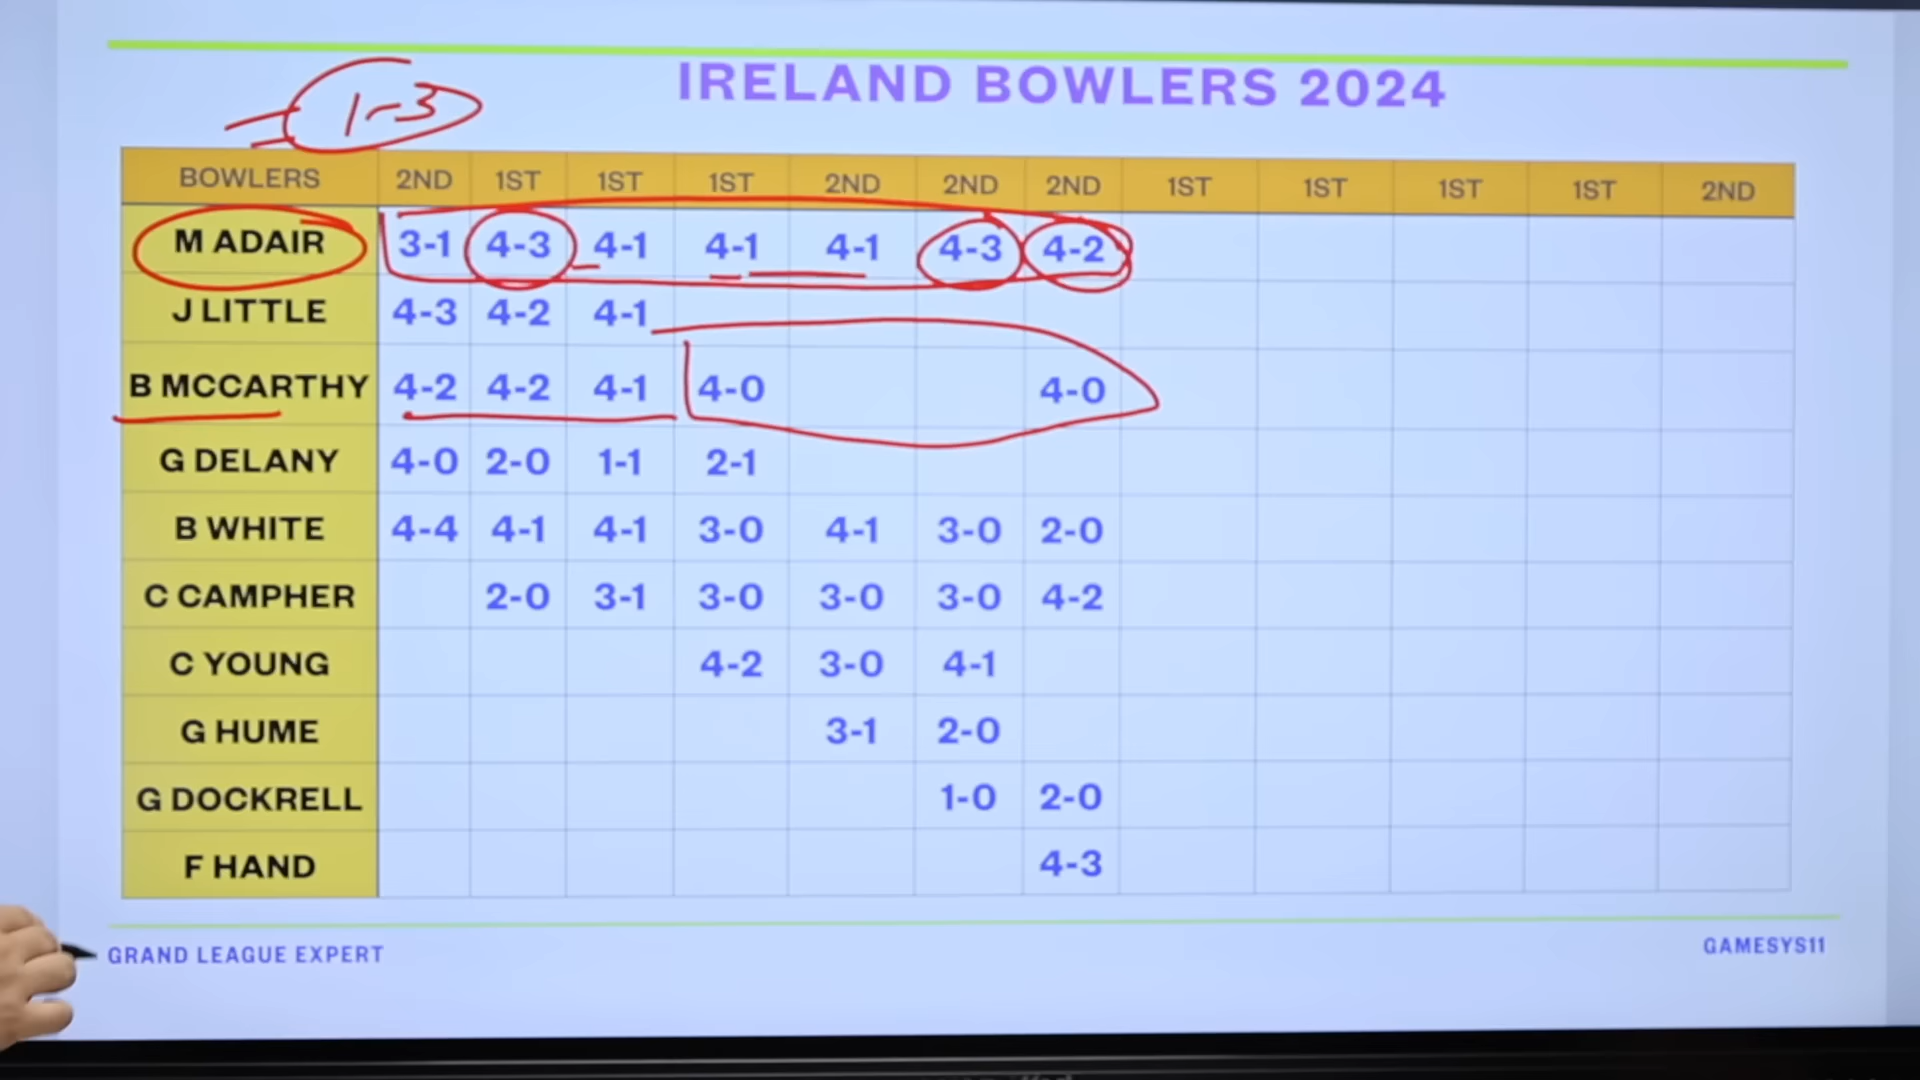 IRELAND BOWLERS 2024
1-3
BOWLERS 2ND 1ST 1ST 1ST 2ND 2ND 2ND 1ST 1ST 1ST 1ST 2ND
M ADAIR 3-1 4-3 4-1 4-1 4-1 4-3 4-2
J LITTLE 4-3 4-2 4-1
B MCCARTHY 4-2 4-2 4-1 4-0 4-0
G DELANY 4-0 2-0 1-1 2-1
B WHITE 4-4 4-1 4-1 3-0 4-1 3-0 2-0
C CAMPHER 2-0 3-1 3-0 3-0 3-0 4-2
C YOUNG 4-2 3-0 4-1
G HUME 3-1 2-0
G DOCKRELL 1-0 2-0
F HAND 4-3
GRAND LEAGUE EXPERT GAMESYS11